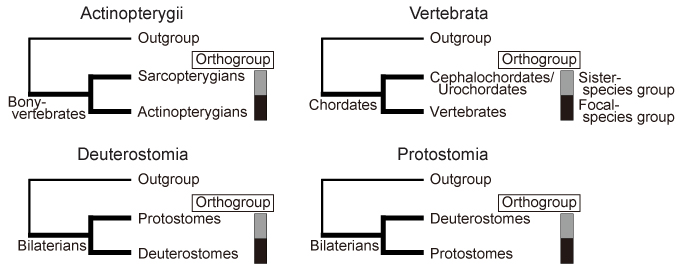 Actinopterygii
Outgroup
Orthogroup
Sarcopterygians
Bony-
vertebrates
Actinopterygians
Vertebrata
Outgroup
Orthogroup
Cephalochordates/
Urochordates
Sister-
species group
Chordates
Vertebrates
Focal-
species group
Deuterostomia
Outgroup
Orthogroup
Protostomes
Bilaterians
Deuterostomes
Protostomia
Outgroup
Orthogroup
Deuterostomes
Bilaterians
Protostomes